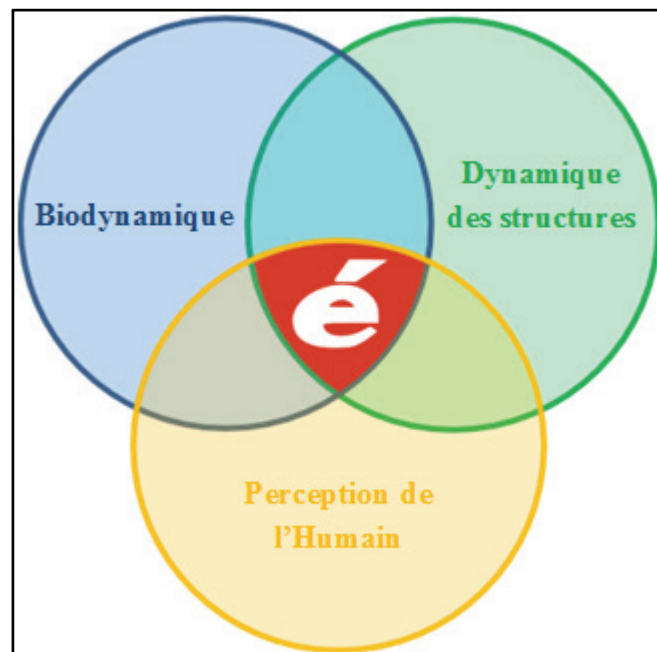 Biodynamique
Dynamique
des structures
é
Perception de
l'Humain